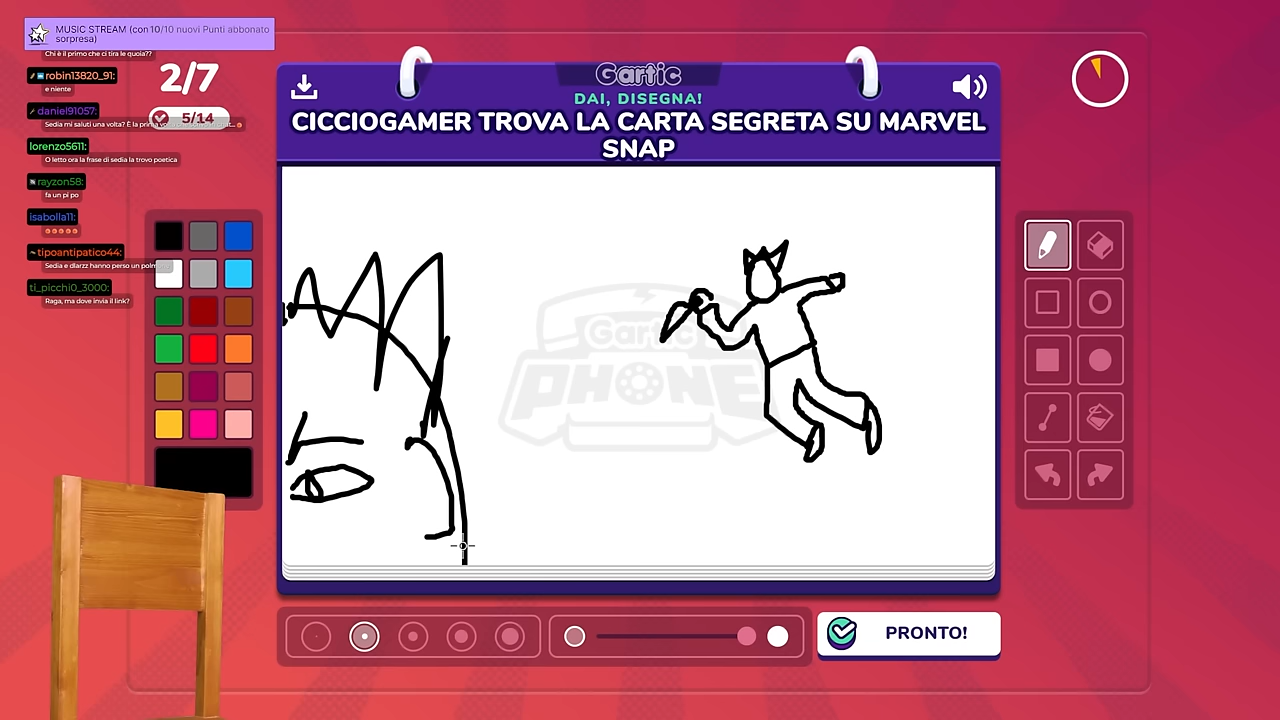 MUSIC STREAM (con 10/10 nuovi Punti abbonato
sorpresa)
Chi è il primo che ci tira le quoia??
robin13820_91:
e niente
daniel91057:
Sedia mi saluti una volta? È la prima
lorenzo5611:
O letto ora la frase di sedia la trovo poetica
rayzon58:
fa un pi po
isabolla11:
tipoantipatico44:
Sedia e dlarzz hanno perso un polmone
ti_picchi0_3000:
Raga, ma dove invia il link?
2/7
5/14
Gartic
DAI, DISEGNA!
CICCIOGAMER TROVA LA CARTA SEGRETA SU MARVEL
SNAP
Gartic
PHONE
PRONTO!